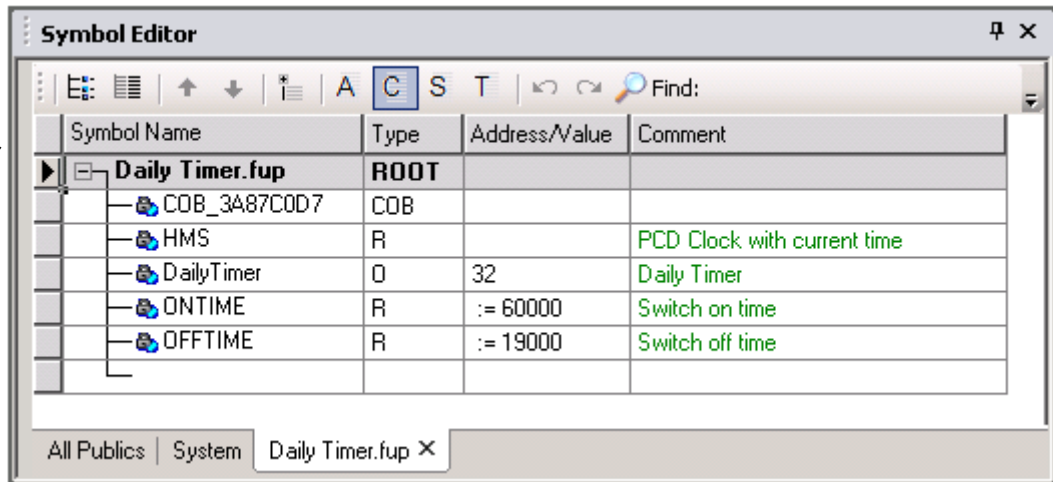 Symbol Editor
A C S T Find:
Symbol Name Type Address/Value Comment
Daily Timer.fup ROOT
COB_3A87C0D7 COB
HMS R PCD Clock with current time
DailyTimer O 32 Daily Timer
ONTIME R := 60000 Switch on time
OFFTIME R := 19000 Switch off time
All Publics System Daily Timer.fup